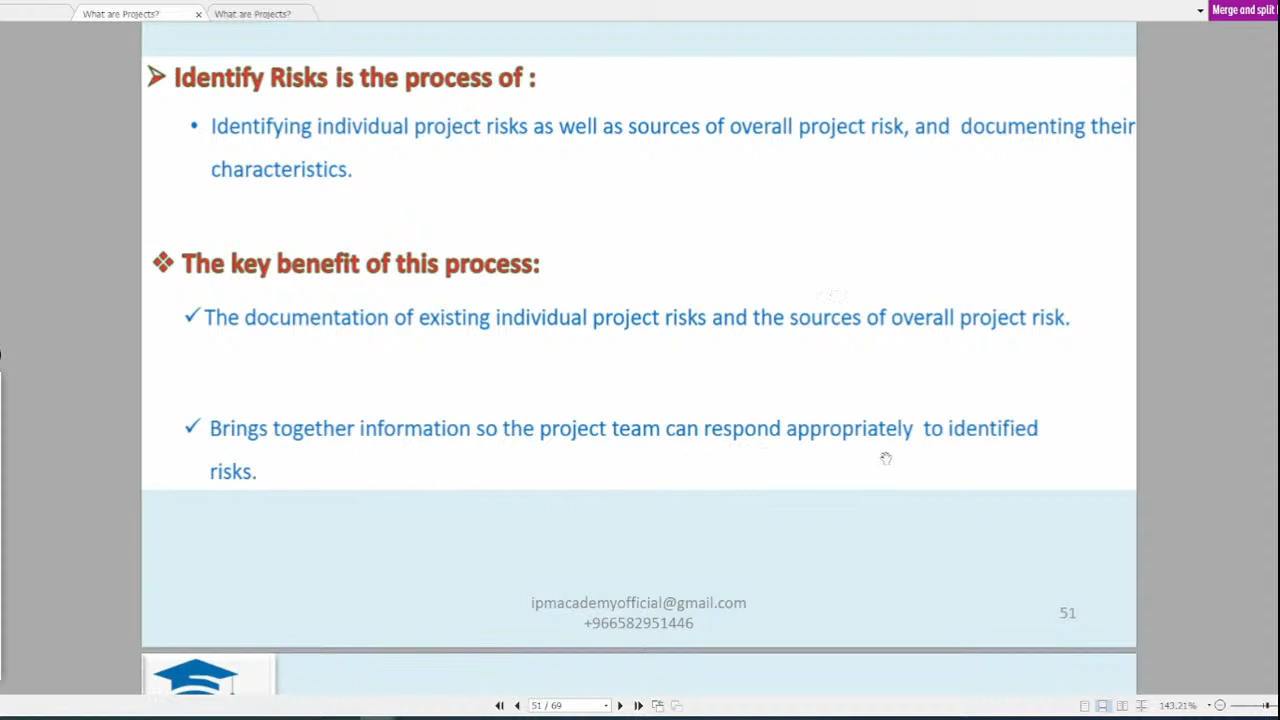 What are Projects? × What are Projects?
Merge and split
Identify Risks is the process of :
• Identifying individual project risks as well as sources of overall project risk, and documenting their
characteristics.
The key benefit of this process:
✓The documentation of existing individual project risks and the sources of overall project risk.
✓ Brings together information so the project team can respond appropriately to identified
risks.
ipmacademyofficial@gmail.com
+966582951446
51
51 / 69
143.21%